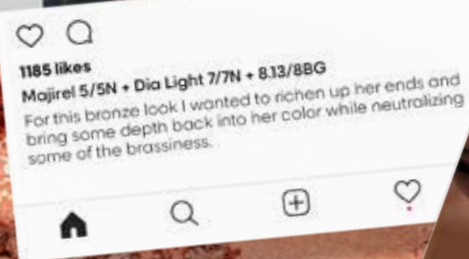 1185 likes
Majirel 5/5N + Dia Light 7/7N + 8.13/8BG
For this bronze look I wanted to richen up her ends and
bring some depth back into her color while neutralizing
some of the brassiness.